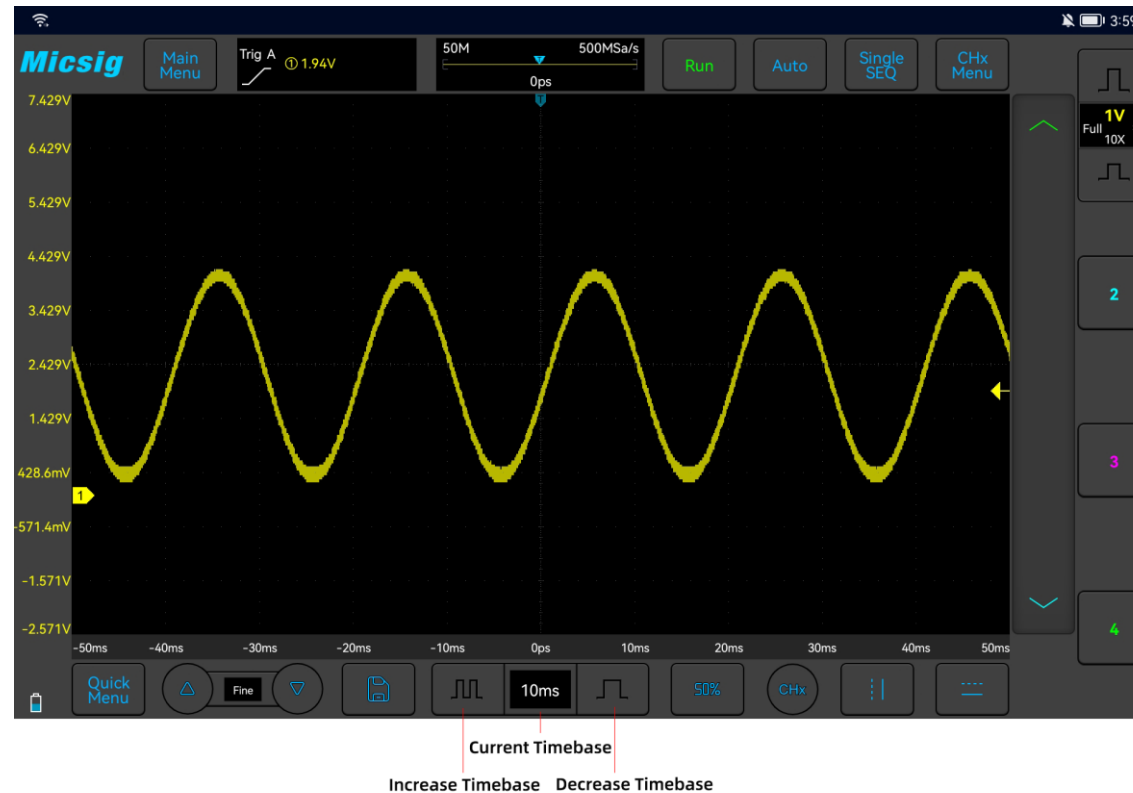 3:59
Micsig
Main
Menu
Trig A ① 1.94V
50M 500MSa/s
0ps
Run
Auto
Single
SEQ
CHx
Menu
T
7.429V
6.429V
5.429V
4.429V
3.429V
2.429V
1.429V
428.6mV
1
-571.4mV
-1.571V
-2.571V
1V
Full
10X
2
3
4
-50ms -40ms -30ms -20ms -10ms 0ps 10ms 20ms 30ms 40ms 50ms
Quick
Menu
Fine
10ms
50%
CHx
Current Timebase
Increase Timebase Decrease Timebase